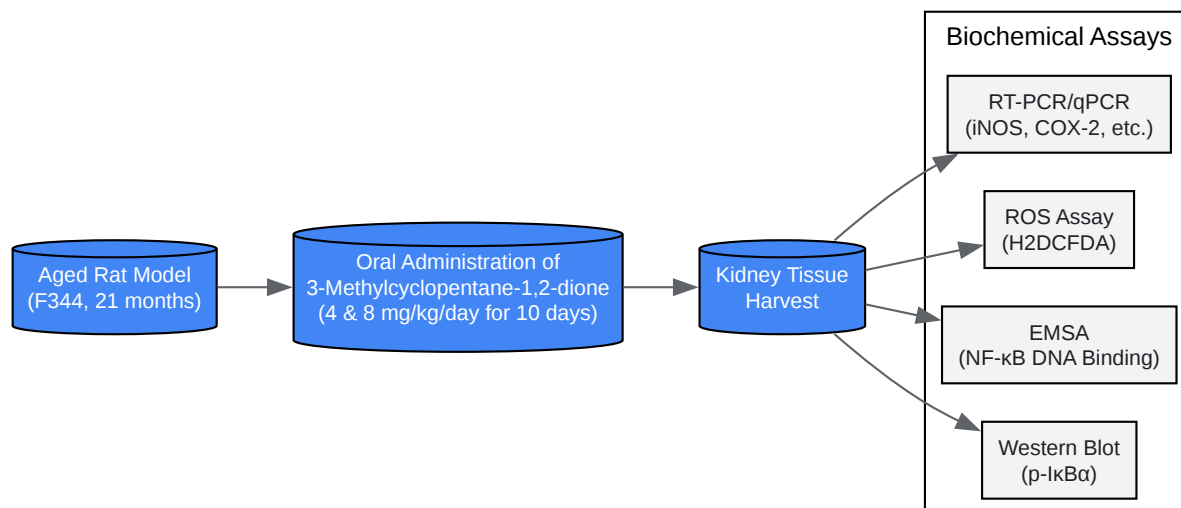 Biochemical Assays
RT-PCR/qPCR
(iNOS, COX-2, etc.)
ROS Assay
(H2DCFDA)
Aged Rat Model
(F344, 21 months)
Oral Administration of
3-Methylcyclopentane-1,2-dione
(4 & 8 mg/kg/day for 10 days)
Kidney Tissue
Harvest
EMSA
(NF-κB DNA Binding)
Western Blot
(p-IκBα)